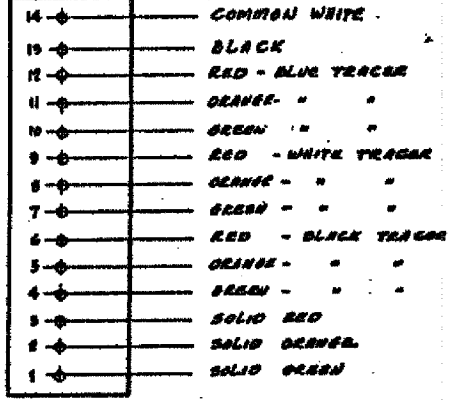 14 COMMON WHITE
13 BLACK
12 RED - BLUE TRACER
11 ORANGE- " "
10 GREEN " "
9 RED - WHITE TRACER
8 ORANGE - " "
7 GREEN - " "
6 RED - BLACK TRACER
5 ORANGE - " "
4 GREEN - " "
3 SOLID RED
2 SOLID ORANGE
1 SOLID GREEN